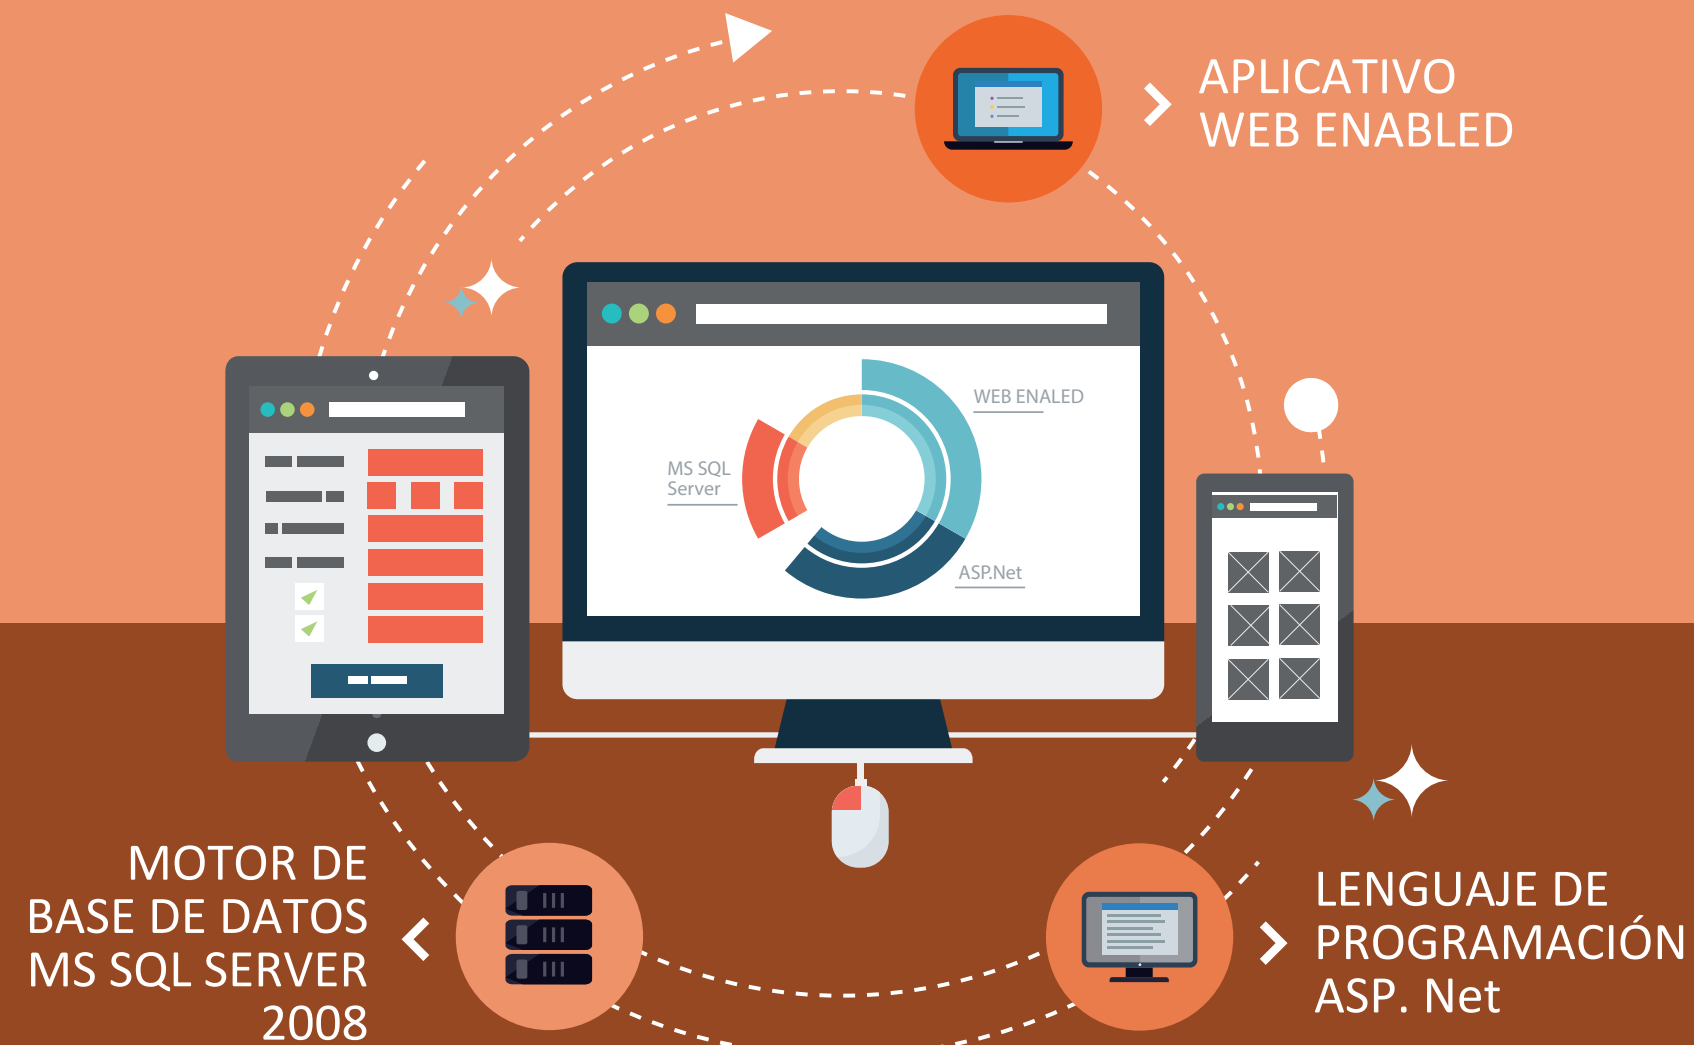 APLICATIVO
WEB ENABLED
WEB ENALED
MS SQL
Server
ASP.Net
MOTOR DE
BASE DE DATOS
MS SQL SERVER
2008
LENGUAJE DE
PROGRAMACIÓN
ASP. Net